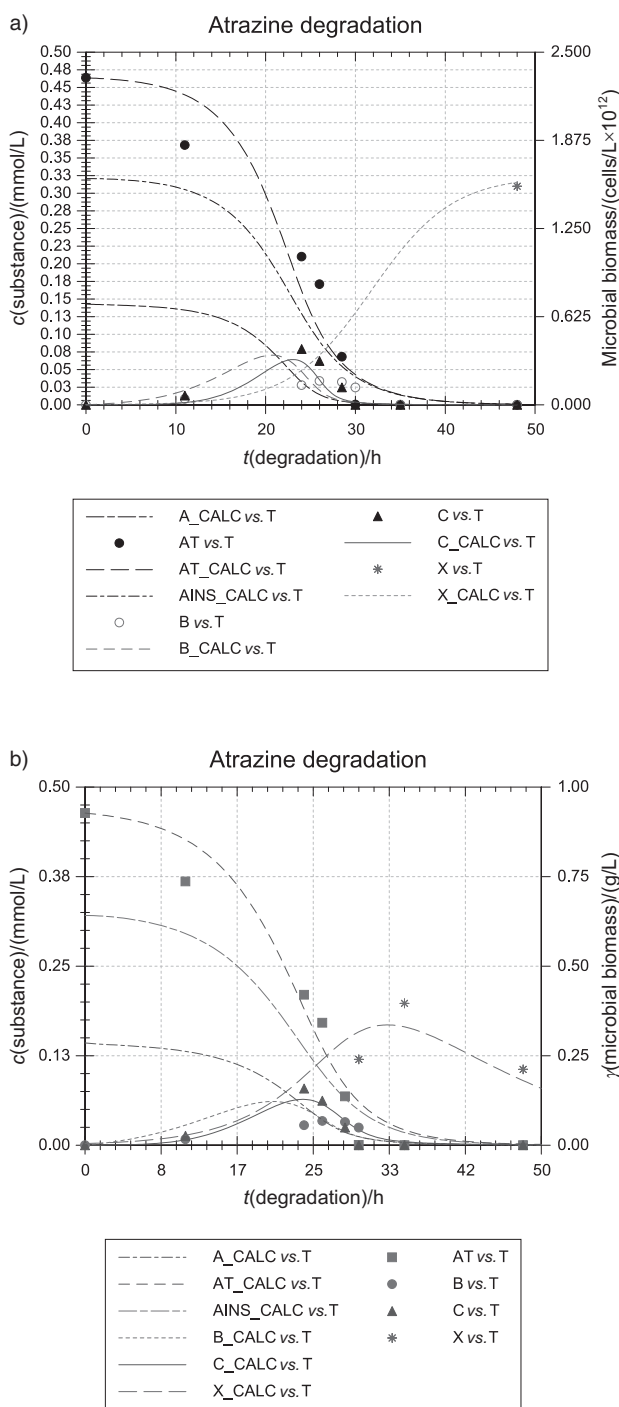 a)
Atrazine degradation
c(substance)/(mmol/L)
0.50
0.48
0.45
0.43
0.40
0.38
0.35
0.33
0.30
0.28
0.25
0.23
0.20
0.18
0.15
0.13
0.10
0.08
0.05
0.03
0.00
2.500
1.875
1.250
0.625
0.000
Microbial biomass/(cells/L×10¹²)
0 10 20 30 40 50
t(degradation)/h
A_CALC vs.T
AT vs.T
AT_CALC vs.T
AINS_CALC vs.T
B vs.T
B_CALC vs.T
C vs.T
C_CALC vs.T
X vs.T
X_CALC vs.T
b)
Atrazine degradation
c(substance)/(mmol/L)
0.50
0.38
0.25
0.13
0.00
1.00
0.75
0.50
0.25
0.00
γ(microbial biomass)/(g/L)
0 8 17 25 33 42 50
t(degradation)/h
A_CALC vs.T
AT_CALC vs.T
AINS_CALC vs.T
B_CALC vs.T
C_CALC vs.T
X_CALC vs.T
AT vs.T
B vs.T
C vs.T
X vs.T